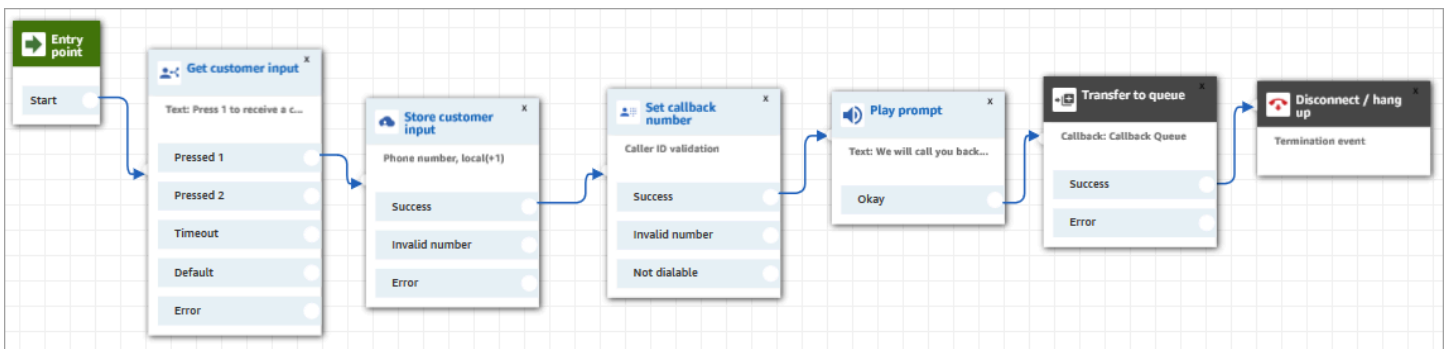 Entry
point
Start
Get customer input
x
Text: Press 1 to receive a c...
Pressed 1
Pressed 2
Timeout
Default
Error
Store customer
input
x
Phone number, local(+1)
Success
Invalid number
Error
Set callback
number
x
Caller ID validation
Success
Invalid number
Not dialable
Play prompt
x
Text: We will call you back...
Okay
Transfer to queue
x
Callback: Callback Queue
Success
Error
Disconnect / hang
up
x
Termination event